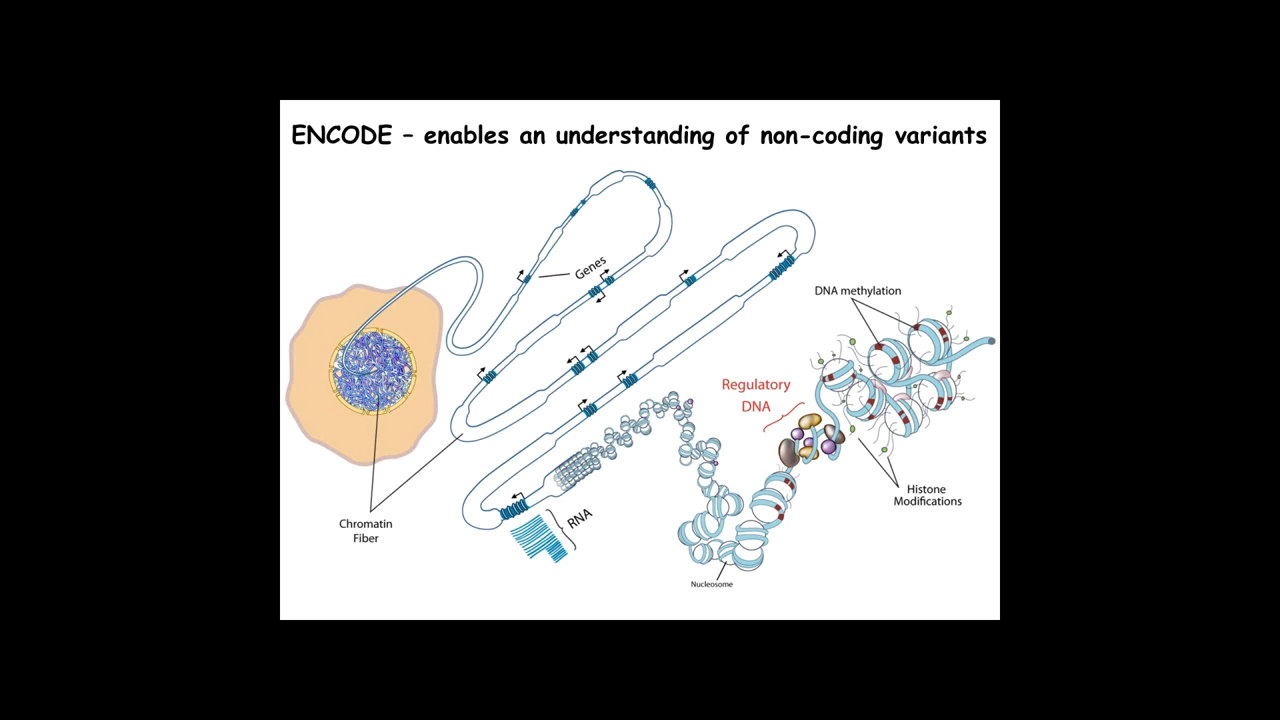 ENCODE – enables an understanding of non-coding variants
Genes
DNA methylation
Regulatory
DNA
Histone
Modifications
RNA
Chromatin
Fiber
Nucleosome